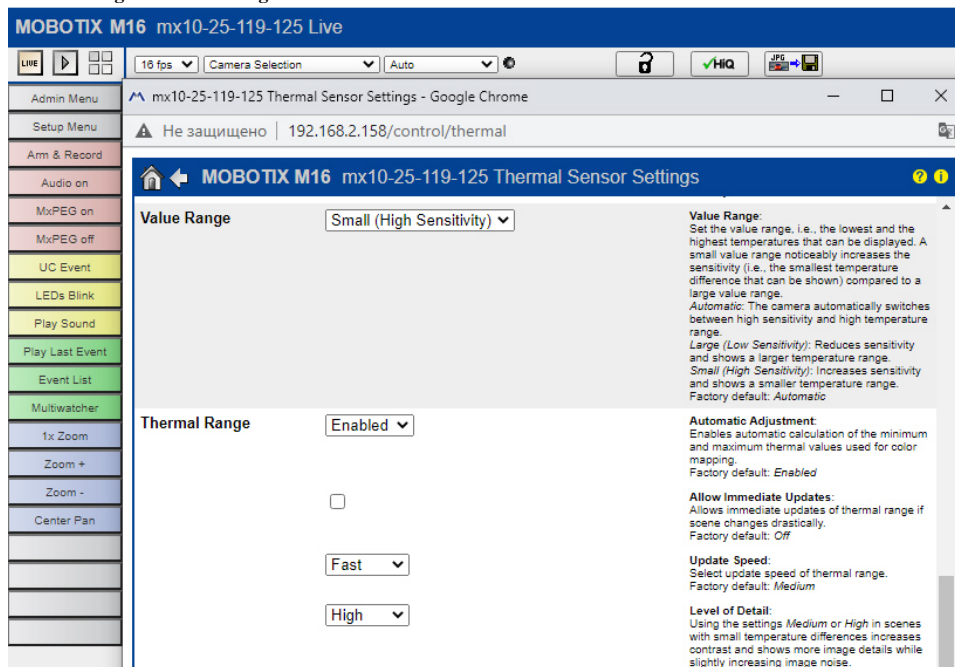 MOBOTIX M16 mx10-25-119-125 Live
LIVE
16 fps Camera Selection Auto HiQ JPG
Admin Menu
Setup Menu
Arm & Record
Audio on
MxPEG on
MxPEG off
UC Event
LEDs Blink
Play Sound
Play Last Event
Event List
Multiwatcher
1x Zoom
Zoom +
Zoom -
Center Pan
mx10-25-119-125 Thermal Sensor Settings - Google Chrome
Не защищено 192.168.2.158/control/thermal
MOBOTIX M16 mx10-25-119-125 Thermal Sensor Settings ? i
Value Range
Small (High Sensitivity)
Value Range:
Set the value range, i.e., the lowest and the
highest temperatures that can be displayed. A
small value range noticeably increases the
sensitivity (i.e., the smallest temperature
difference that can be shown) compared to a
large value range.
Automatic: The camera automatically switches
between high sensitivity and high temperature
range.
Large (Low Sensitivity): Reduces sensitivity
and shows a larger temperature range.
Small (High Sensitivity): Increases sensitivity
and shows a smaller temperature range.
Factory default: Automatic
Thermal Range
Enabled
Automatic Adjustment:
Enables automatic calculation of the minimum
and maximum thermal values used for color
mapping.
Factory default: Enabled
Allow Immediate Updates:
Allows immediate updates of thermal range if
scene changes drastically.
Factory default: Off
Fast
Update Speed:
Select update speed of thermal range.
Factory default: Medium
High
Level of Detail:
Using the settings Medium or High in scenes
with small temperature differences increases
contrast and shows more image details while
slightly increasing image noise.